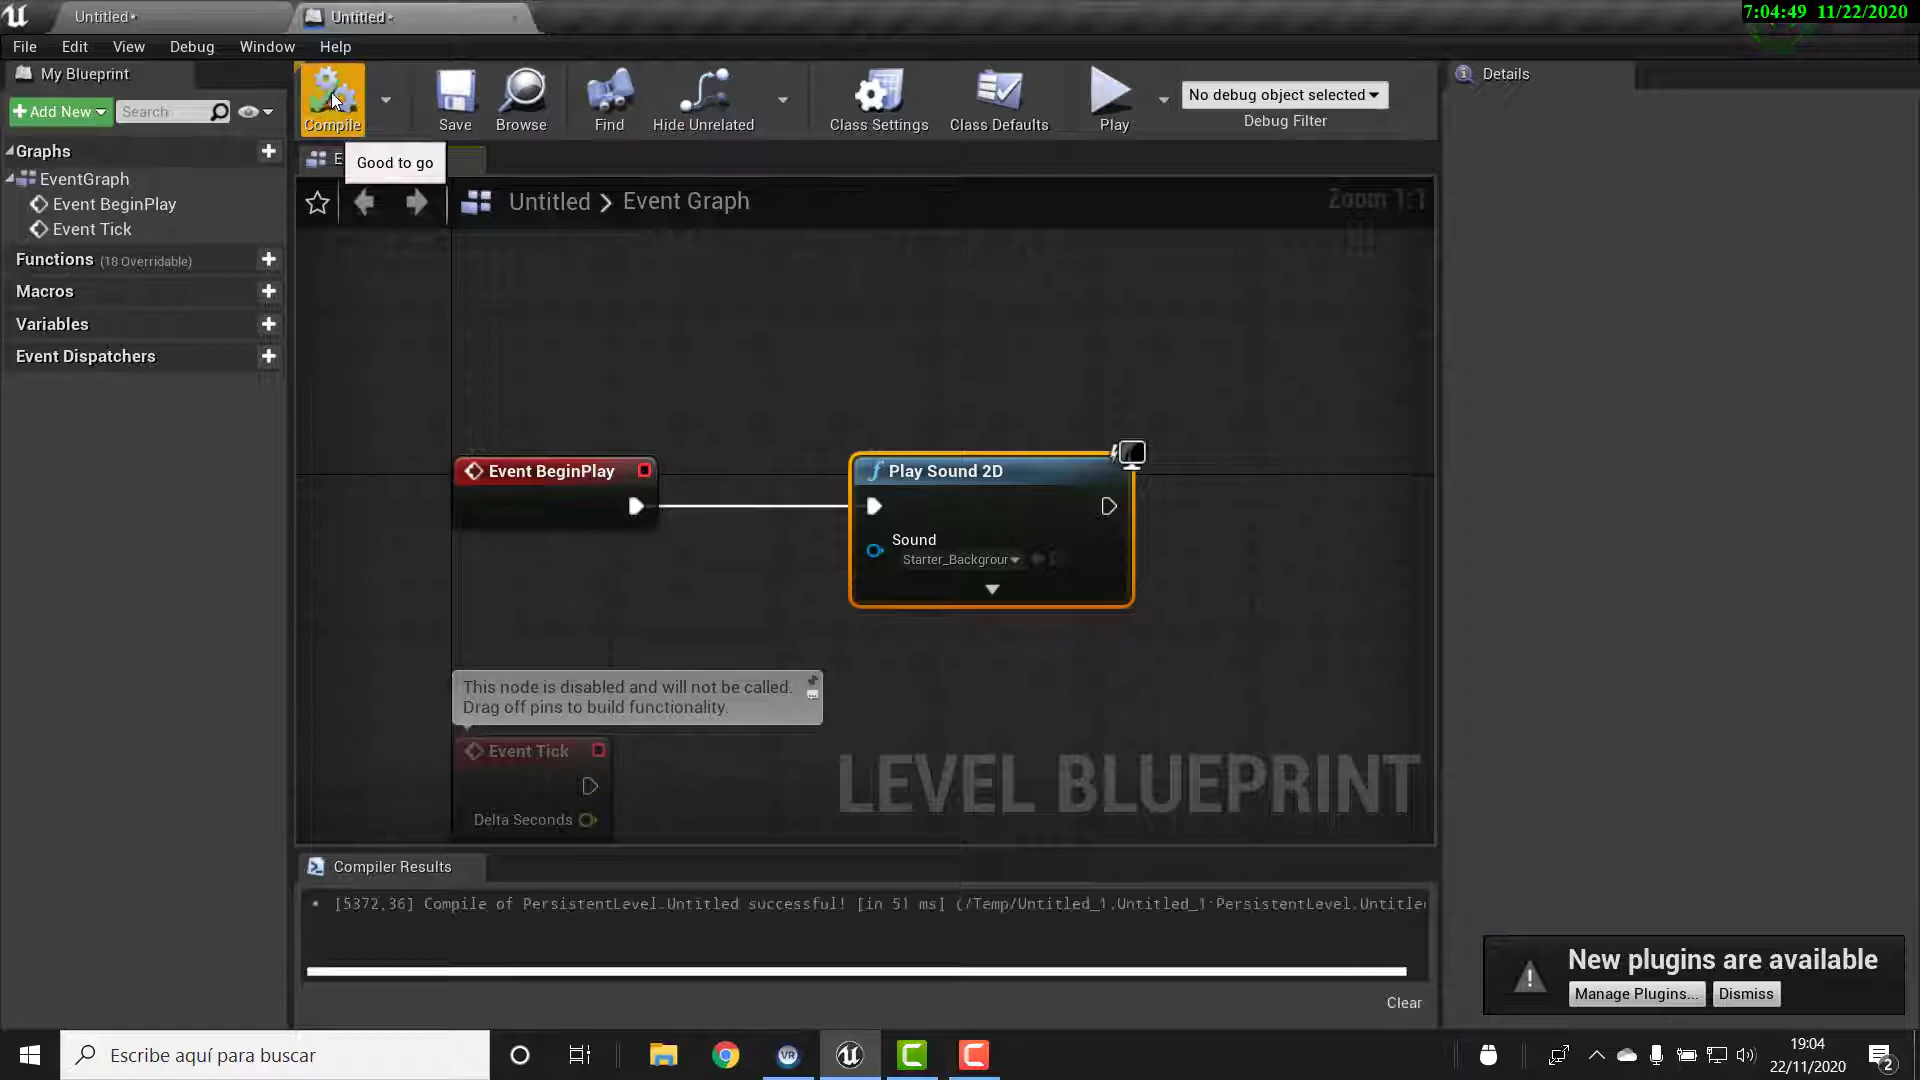 Untitled*
Untitled*
7:04:49 11/22/2020
File Edit View Debug Window Help
My Blueprint
Add New
Search
Graphs
EventGraph
Event BeginPlay
Event Tick
Functions (18 Overridable)
Macros
Variables
Event Dispatchers
Compile
Save
Browse
Find
Hide Unrelated
Class Settings
Class Defaults
Play
No debug object selected
Debug Filter
Details
Good to go
Untitled > Event Graph
Zoom 1:1
Event BeginPlay
Play Sound 2D
Sound
Starter_Backgroun
This node is disabled and will not be called.
Drag off pins to build functionality.
Event Tick
Delta Seconds
LEVEL BLUEPRINT
Compiler Results
[5372,36] Compile of PersistentLevel.Untitled successful! [in 51 ms] (/Temp/Untitled_1.Untitled_1:PersistentLevel.Untitle
Clear
New plugins are available
Manage Plugins...
Dismiss
Escribe aquí para buscar
VR
19:04
22/11/2020
2